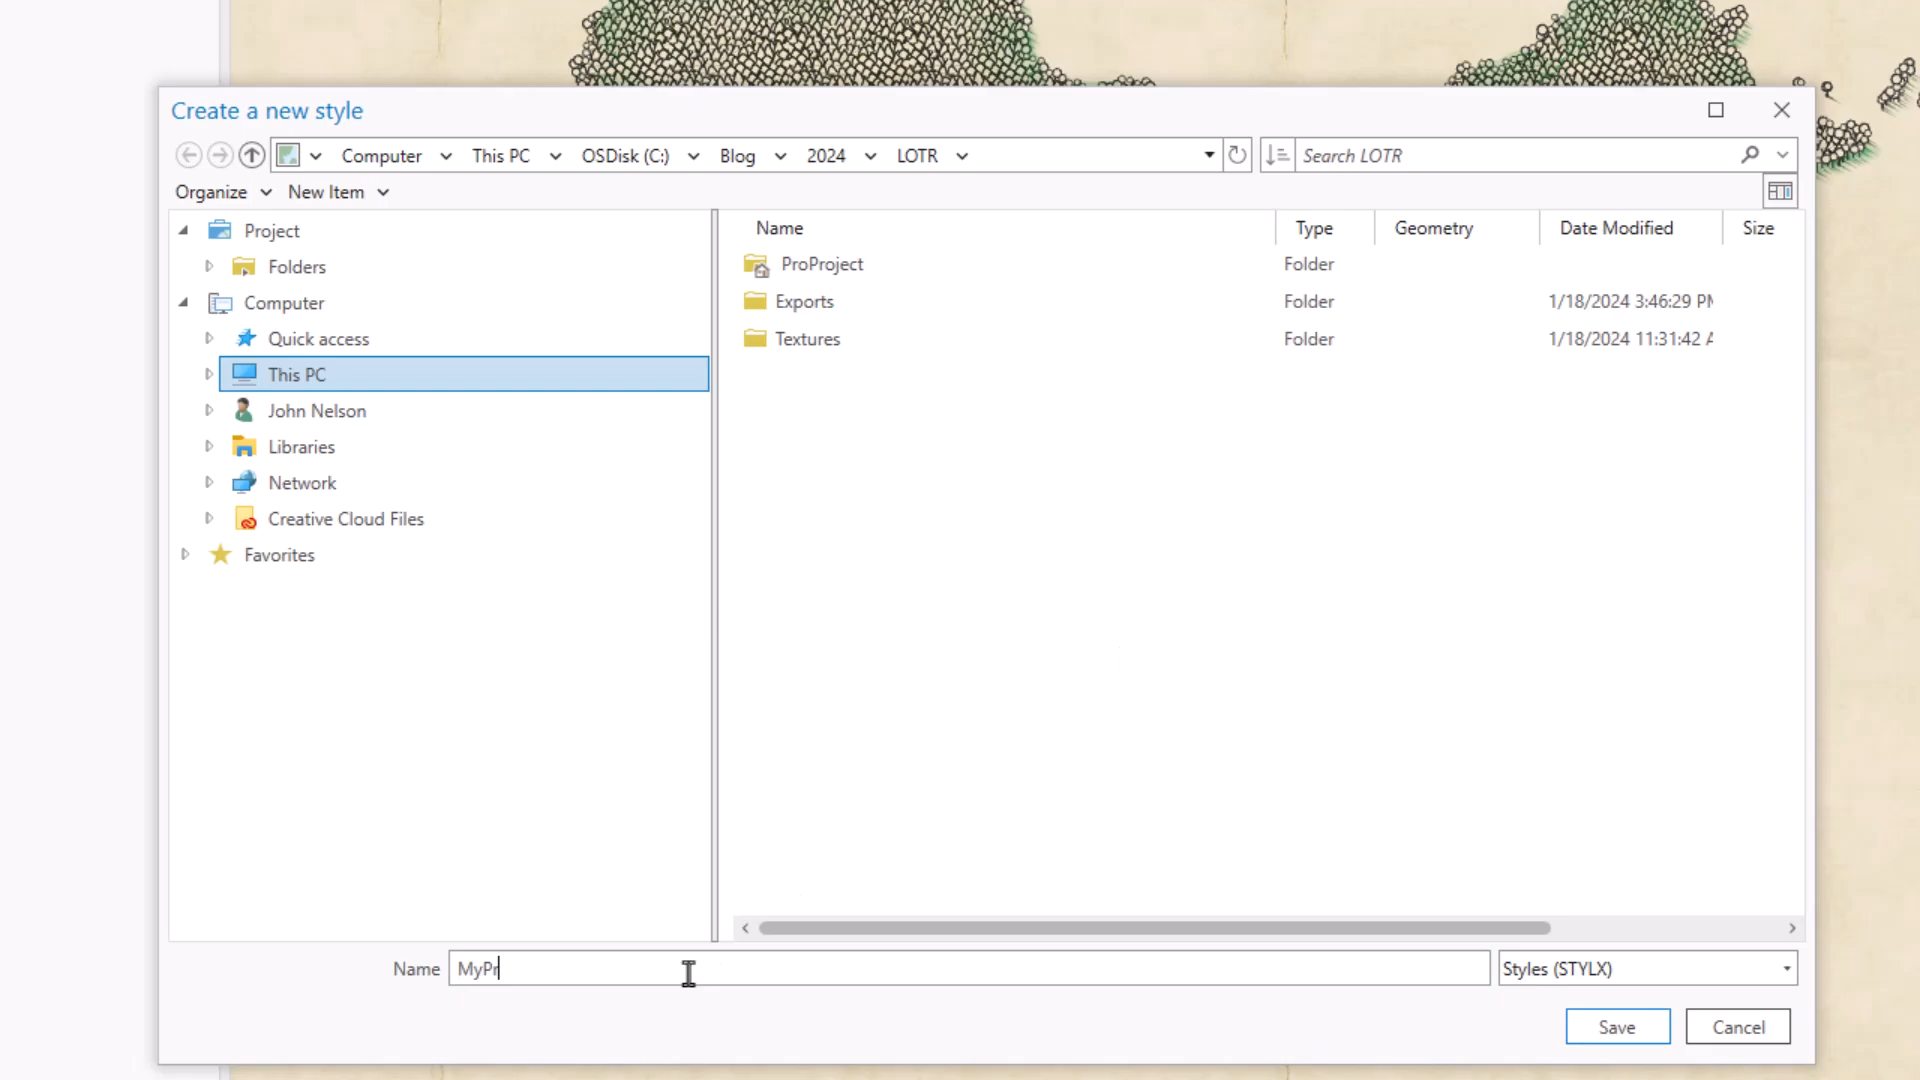 Create a new style
Computer This PC OSDisk (C:) Blog 2024 LOTR Search LOTR
Organize New Item
Name Type Geometry Date Modified Size
Project
Folders
Computer
Quick access
This PC
John Nelson
Libraries
Network
Creative Cloud Files
Favorites
ProProject Folder
Exports Folder 1/18/2024 3:46:29 PM
Textures Folder 1/18/2024 11:31:42 A
Name MyPr Styles (STYLX)
Save Cancel